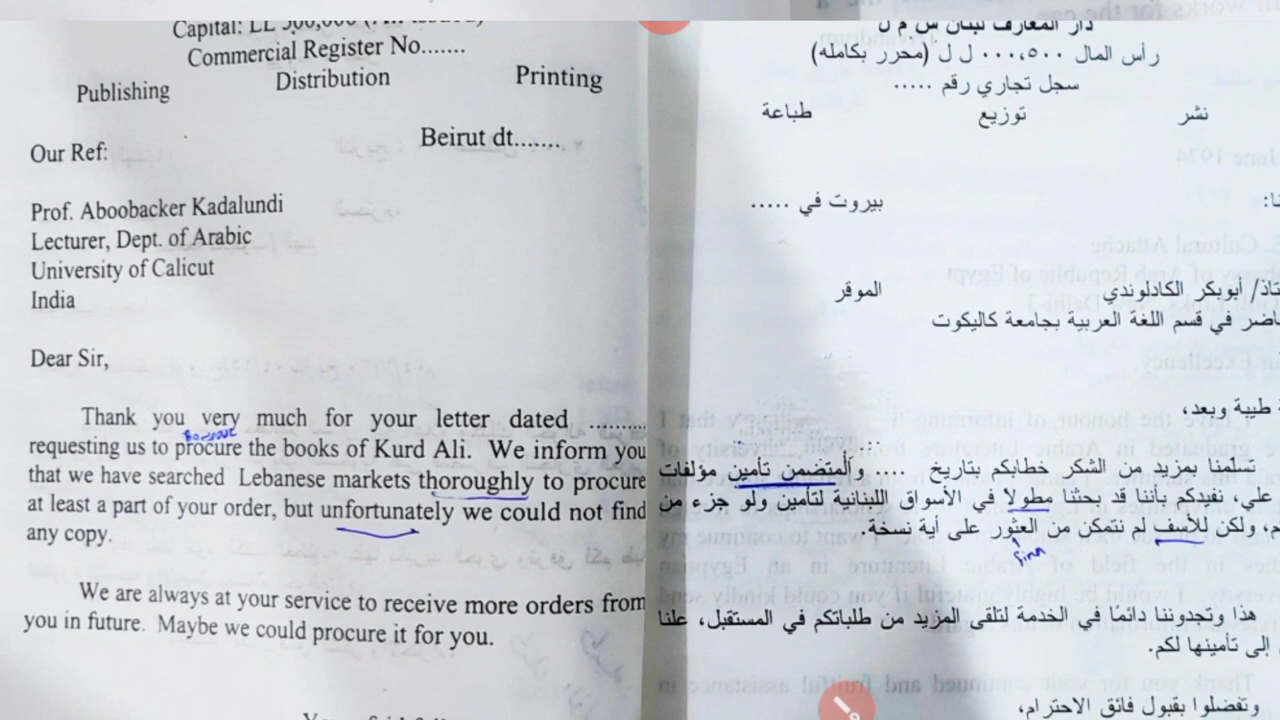 Capital: LL 500,000
Commercial Register No.......
Publishing Distribution Printing
Beirut dt.......
Our Ref:
Prof. Aboobacker Kadalundi
Lecturer, Dept. of Arabic
University of Calicut
India
Dear Sir,
Thank you very much for your letter dated .........
requesting us to procure the books of Kurd Ali. We inform you
that we have searched Lebanese markets thoroughly to procure
at least a part of your order, but unfortunately we could not find
any copy.
We are always at your service to receive more orders from
you in future. Maybe we could procure it for you.
دار المعارف لبنان س م ل
رأس المال ٠٠٠،٥٠٠ ل ل (محرر بكامله)
سجل تجاري رقم .....
نشر توزيع طباعة
بيروت في .....
أبوبكر الكادلوندي الموقر
في قسم اللغة العربية بجامعة كاليكوت
طيبة وبعد،
تسلمنا بمزيد من الشكر خطابكم بتاريخ ..... والمتضمن تأمين مؤلفات
علي، نفيدكم بأننا قد بحثنا مطولا في الأسواق اللبنانية لتأمين ولو جزء من
ولكن للأسف لم نتمكن من العثور على أية نسخة.
هذا وتجدوننا دائمًا في الخدمة لتلقى المزيد من طلباتكم في المستقبل، علنا
إلى تأمينها لكم.
وتفضلوا بقبول فائق الاحترام،